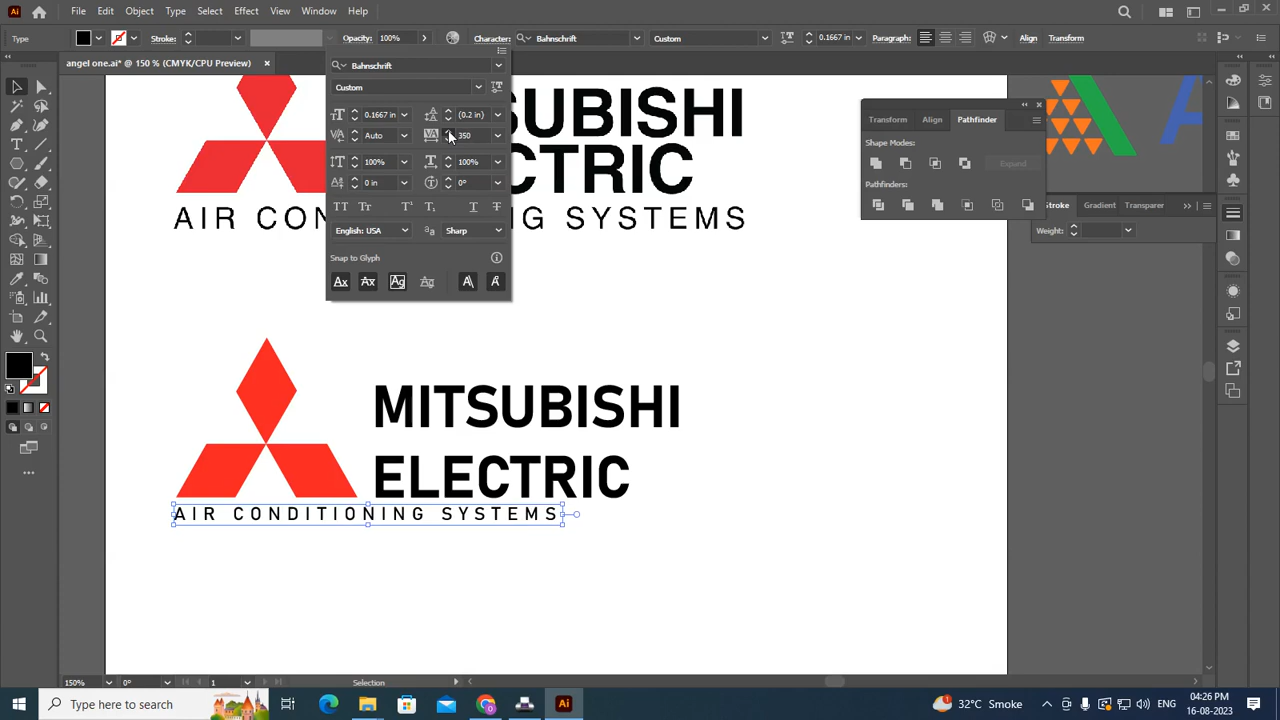 Ai File Edit Object Type Select Effect View Window Help
Type Stroke: Opacity: 100% Character: Bahnschrift Custom 0.1667 in Paragraph: Align Transform
angel one.ai* @ 150 % (CMYK/CPU Preview) ×
Bahnschrift
Custom
0.1667 in (0.2 in)
Auto 350
100% 100%
0 in 0°
English: USA Sharp
Snap to Glyph
SUBISHI
CTRIC
AIR CON NG SYSTEMS
Transform Align Pathfinder
Shape Modes:
Expand
Pathfinders:
Stroke Gradient Transparer
Weight:
MITSUBISHI
ELECTRIC
AIR CONDITIONING SYSTEMS
150% 0° 1 Selection
Type here to search
32°C Smoke ENG 04:26 PM
16-08-2023